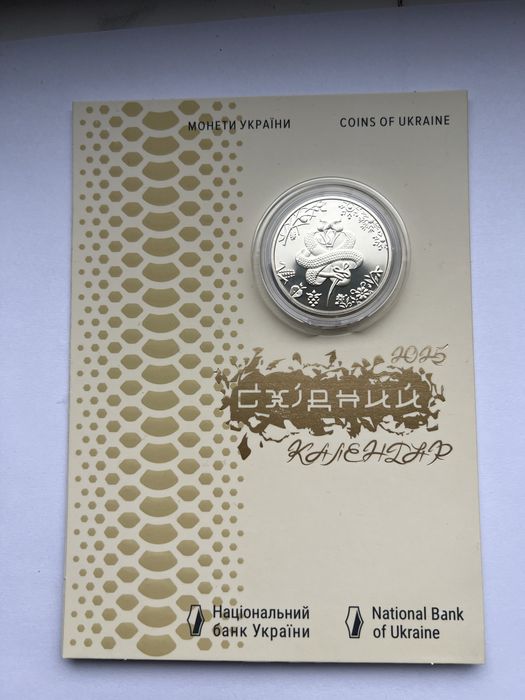 МОНЕТИ УКРАЇНИ
COINS OF UKRAINE
2025
СХІДНИЙ
КАЛЕНДАР
Національний
банк України
National Bank
of Ukraine